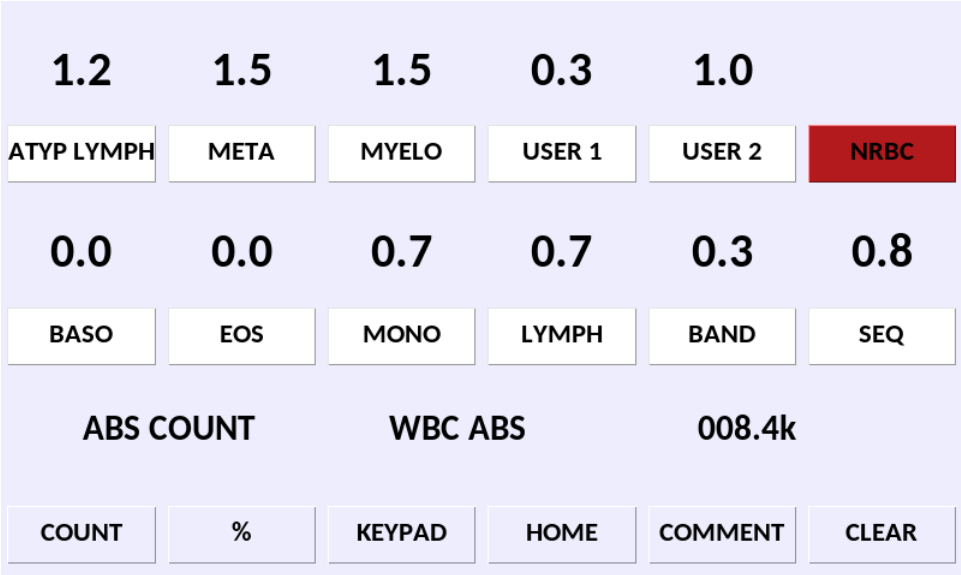 1.2 1.5 1.5 0.3 1.0
ATYP LYMPH META MYELO USER 1 USER 2 NRBC
0.0 0.0 0.7 0.7 0.3 0.8
BASO EOS MONO LYMPH BAND SEQ
ABS COUNT WBC ABS 008.4k
COUNT % KEYPAD HOME COMMENT CLEAR